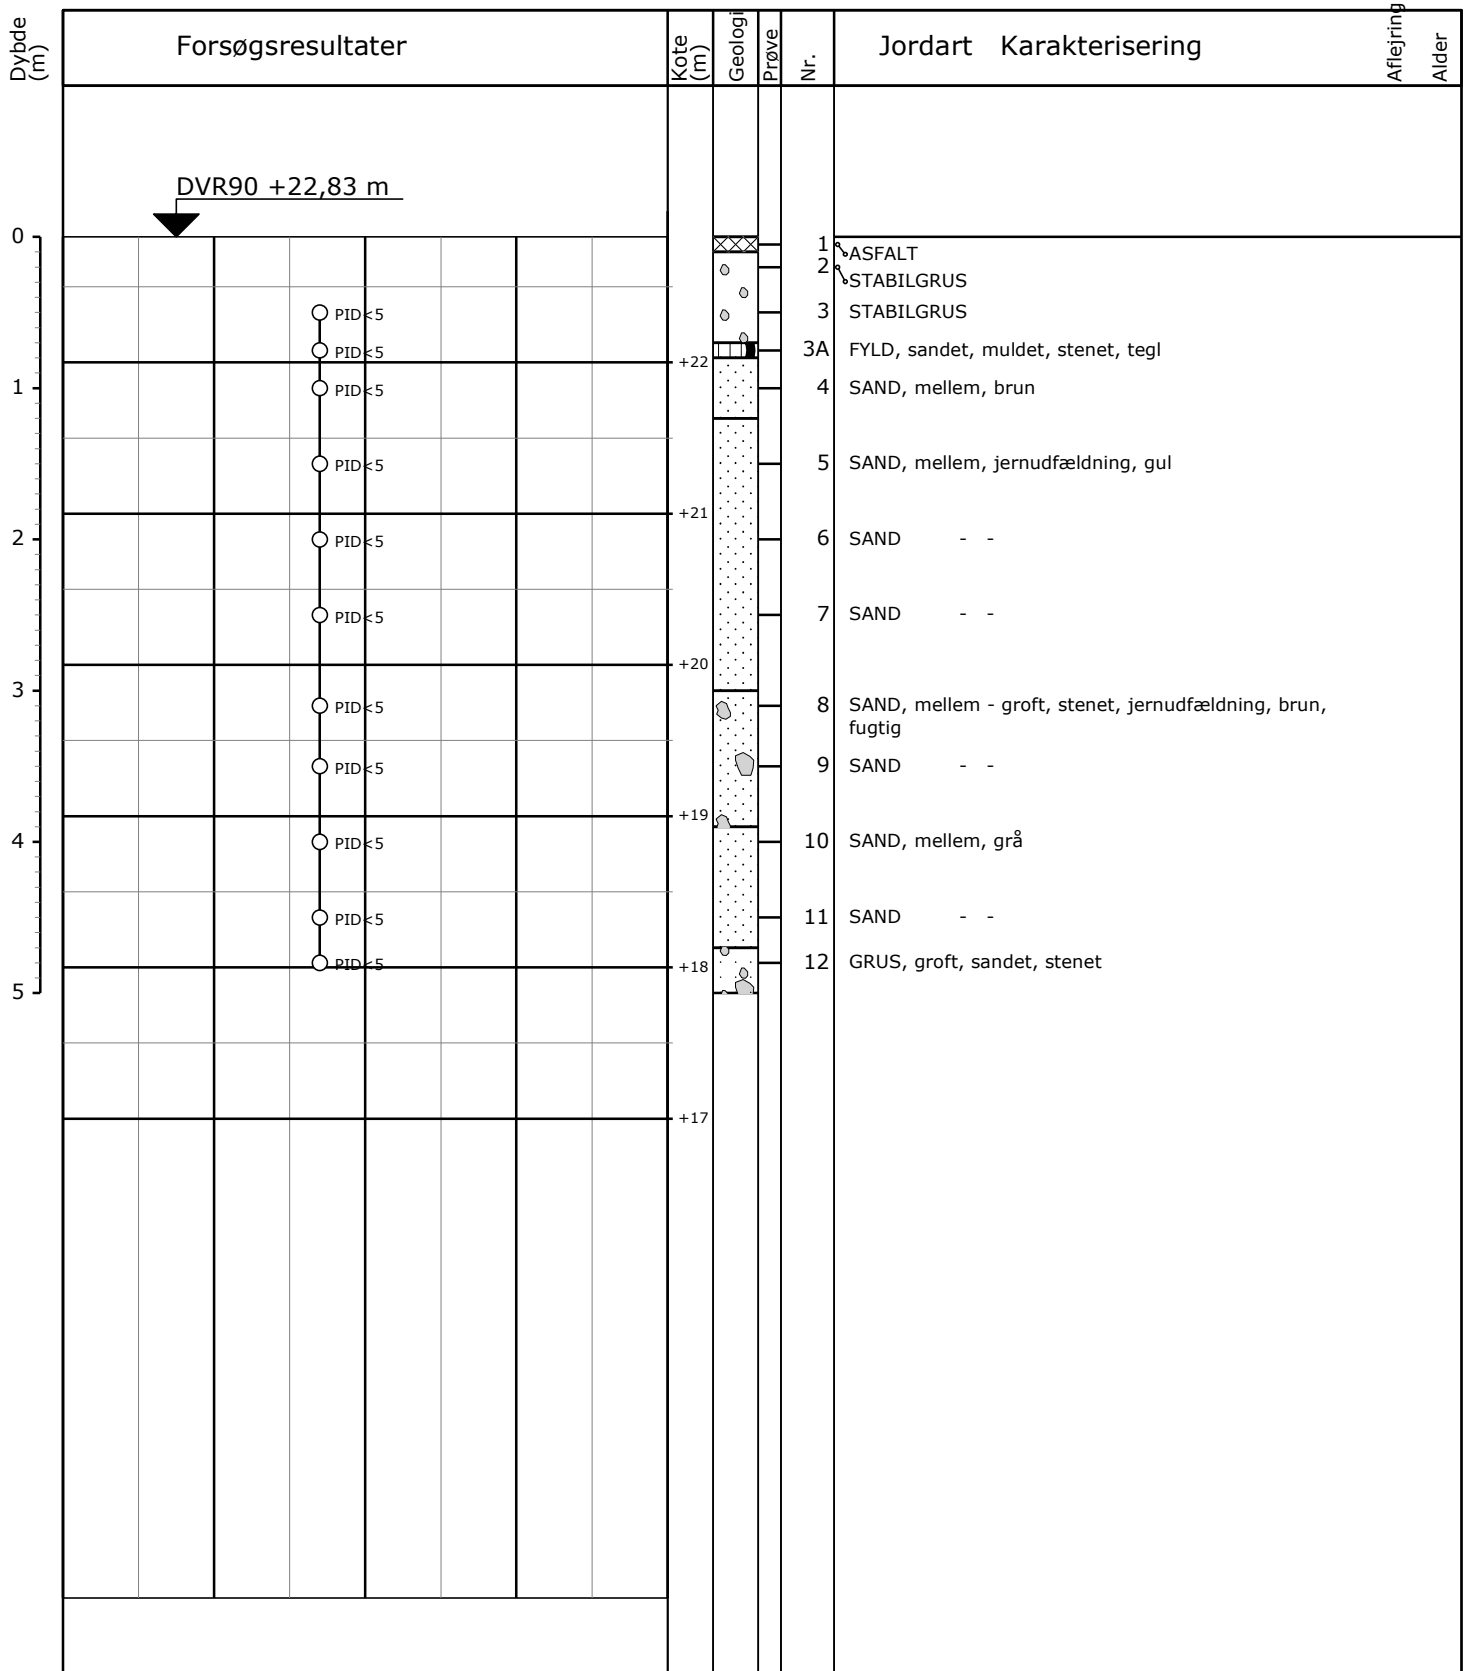 Dybde
(m)
Forsøgsresultater
Kote
(m)
Geologi
Prøve
Nr.
Jordart Karakterisering
Aflejring
Alder
DVR90 +22,83 m
0
1
ASFALT
2
STABILGRUS
PID<5
3 STABILGRUS
PID<5
3A FYLD, sandet, muldet, stenet, tegl
+22
1
PID<5
4 SAND, mellem, brun
PID<5
5 SAND, mellem, jernudfældning, gul
+21
2
PID<5
6 SAND - -
PID<5
7 SAND - -
+20
3
PID<5
8 SAND, mellem - groft, stenet, jernudfældning, brun,
fugtig
PID<5
9 SAND - -
+19
4
PID<5
10 SAND, mellem, grå
PID<5
11 SAND - -
PID<5
12 GRUS, groft, sandet, stenet
+18
5
+17